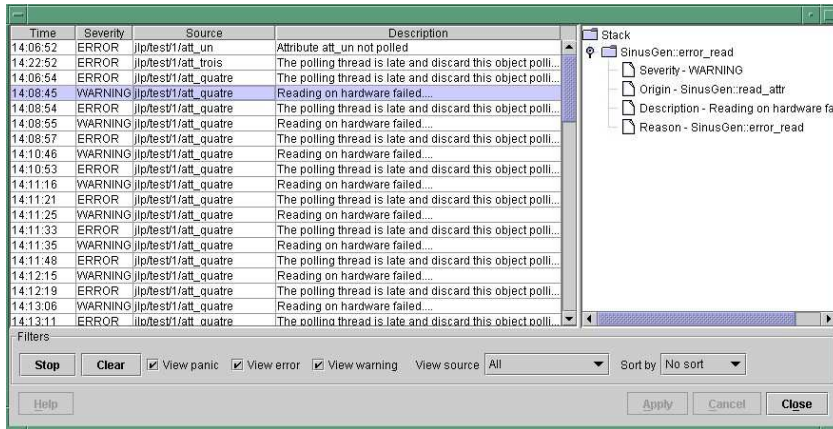 Time Severity Source Description
14:06:52 ERROR jlp/test/1/att_un Attribute att_un not polled
14:22:52 ERROR jlp/test/1/att_trois The polling thread is late and discard this object polli...
14:06:54 ERROR jlp/test/1/att_quatre The polling thread is late and discard this object polli...
14:08:45 WARNING jlp/test/1/att_quatre Reading on hardware failed....
14:08:54 ERROR jlp/test/1/att_quatre The polling thread is late and discard this object polli...
14:08:55 WARNING jlp/test/1/att_quatre Reading on hardware failed....
14:08:57 ERROR jlp/test/1/att_quatre The polling thread is late and discard this object polli...
14:10:46 WARNING jlp/test/1/att_quatre Reading on hardware failed....
14:10:53 ERROR jlp/test/1/att_quatre The polling thread is late and discard this object polli...
14:11:16 WARNING jlp/test/1/att_quatre Reading on hardware failed....
14:11:21 ERROR jlp/test/1/att_quatre The polling thread is late and discard this object polli...
14:11:25 WARNING jlp/test/1/att_quatre Reading on hardware failed....
14:11:33 ERROR jlp/test/1/att_quatre The polling thread is late and discard this object polli...
14:11:35 WARNING jlp/test/1/att_quatre Reading on hardware failed....
14:11:48 ERROR jlp/test/1/att_quatre The polling thread is late and discard this object polli...
14:12:15 WARNING jlp/test/1/att_quatre Reading on hardware failed....
14:12:19 ERROR jlp/test/1/att_quatre The polling thread is late and discard this object polli...
14:13:06 WARNING jlp/test/1/att_quatre Reading on hardware failed....
14:13:11 ERROR jlp/test/1/att_quatre The polling thread is late and discard this object polli...
Stack
SinusGen::error_read
Severity - WARNING
Origin - SinusGen::read_attr
Description - Reading on hardware fa
Reason - SinusGen::error_read
Filters
Stop Clear View panic View error View warning View source All Sort by No sort
Help Apply Cancel Close